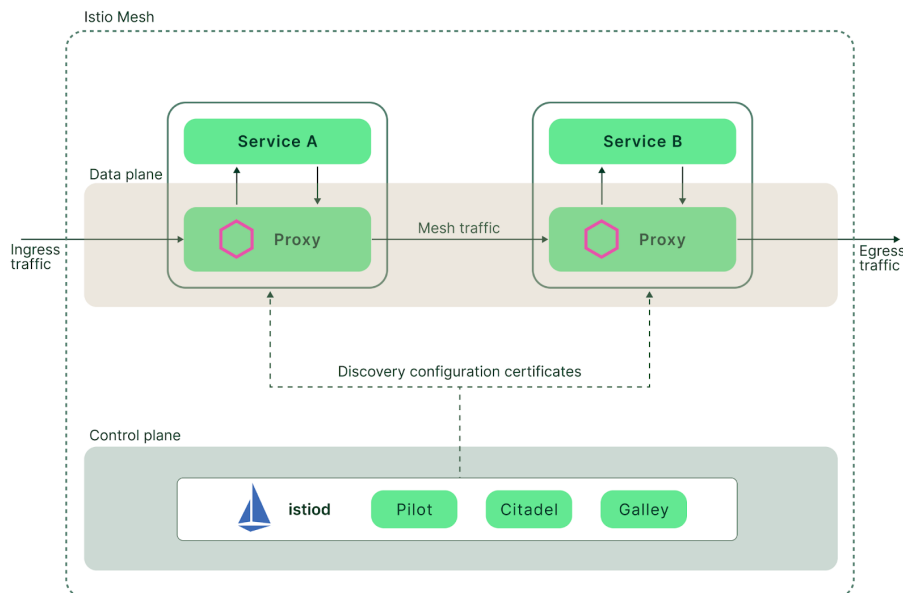 Istio Mesh
Service A
Service B
Data plane
Proxy
Mesh traffic
Proxy
Ingress
traffic
Egress
traffic
Discovery configuration certificates
Control plane
istiod
Pilot
Citadel
Galley